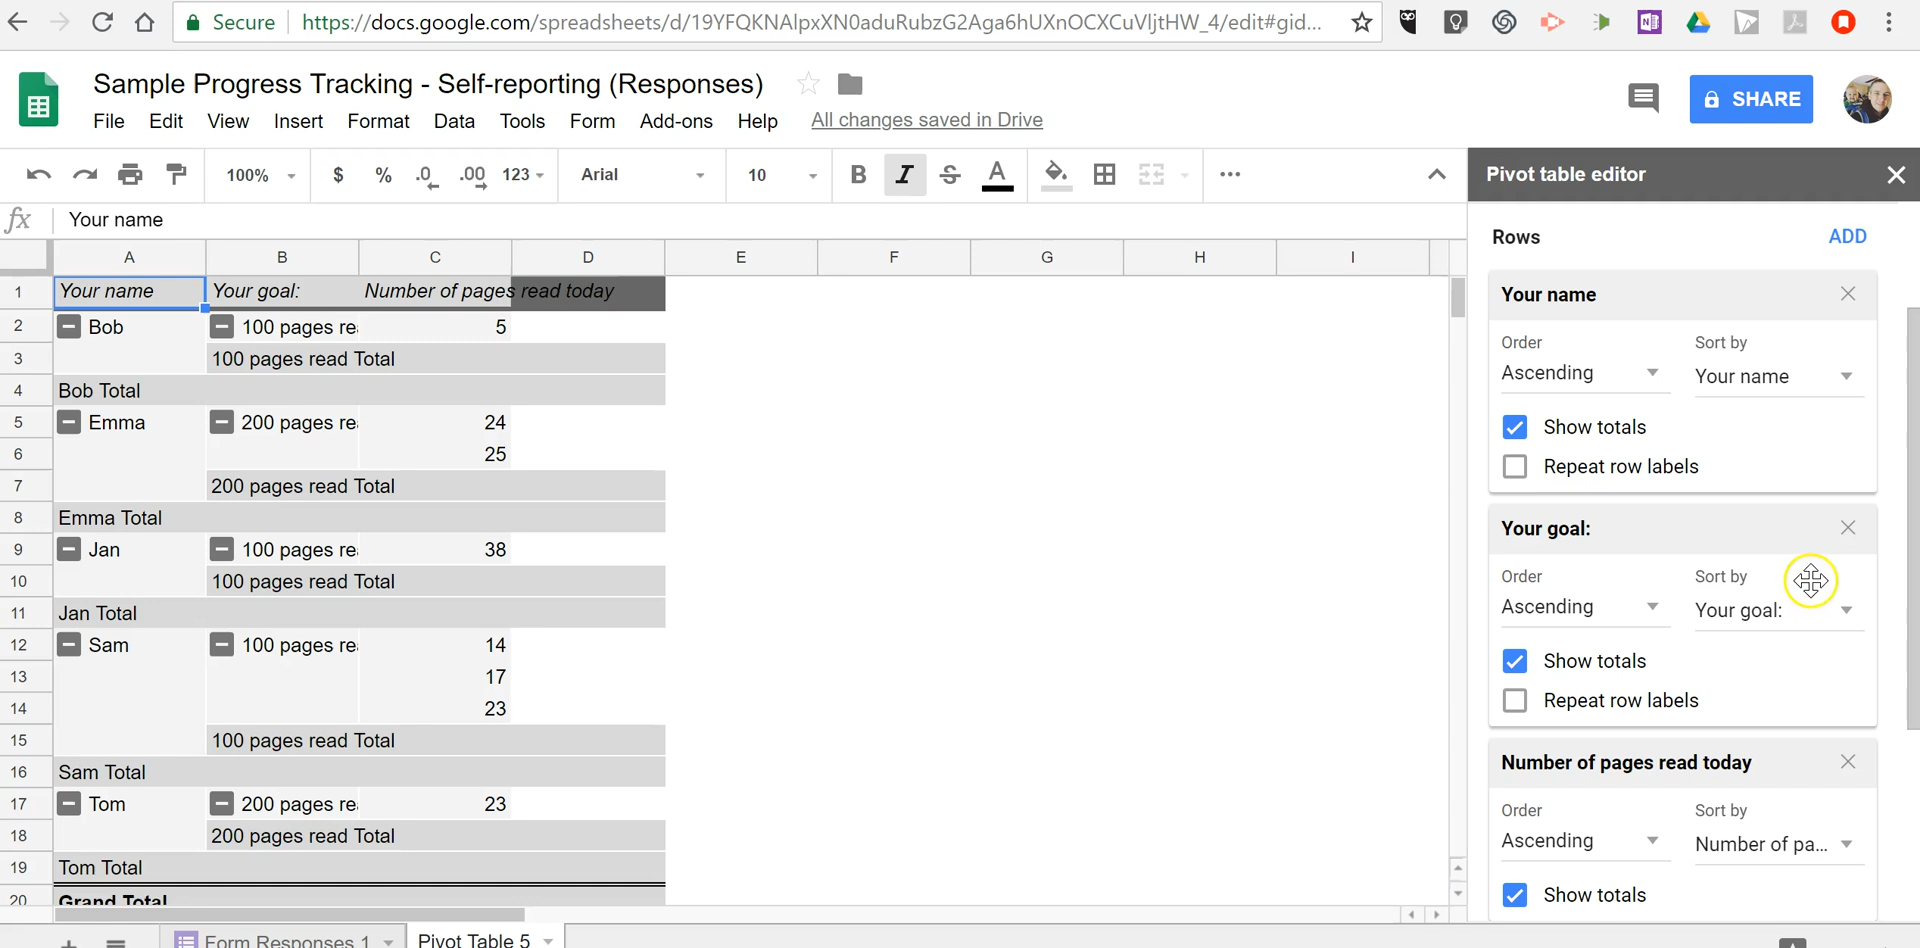 Secure https://docs.google.com/spreadsheets/d/19YFQKNAlpxXN0aduRubzG2Aga6hUXnOCXCuVljtHW_4/edit#gid...
Sample Progress Tracking - Self-reporting (Responses)
File Edit View Insert Format Data Tools Form Add-ons Help All changes saved in Drive
SHARE
100% $ % .0 .00 123 Arial 10 B I S A
Pivot table editor
fx Your name
A B C D E F G H I
1 Your name Your goal: Number of pages read today
2 Bob 100 pages re 5
3 100 pages read Total
4 Bob Total
5 Emma 200 pages re 24
6 25
7 200 pages read Total
8 Emma Total
9 Jan 100 pages re 38
10 100 pages read Total
11 Jan Total
12 Sam 100 pages re 14
13 17
14 23
15 100 pages read Total
16 Sam Total
17 Tom 200 pages re 23
18 200 pages read Total
19 Tom Total
20 Grand Total
Form Responses 1 Pivot Table 5
Rows ADD
Your name
Order Sort by
Ascending Your name
Show totals
Repeat row labels
Your goal:
Order Sort by
Ascending Your goal:
Show totals
Repeat row labels
Number of pages read today
Order Sort by
Ascending Number of pa...
Show totals